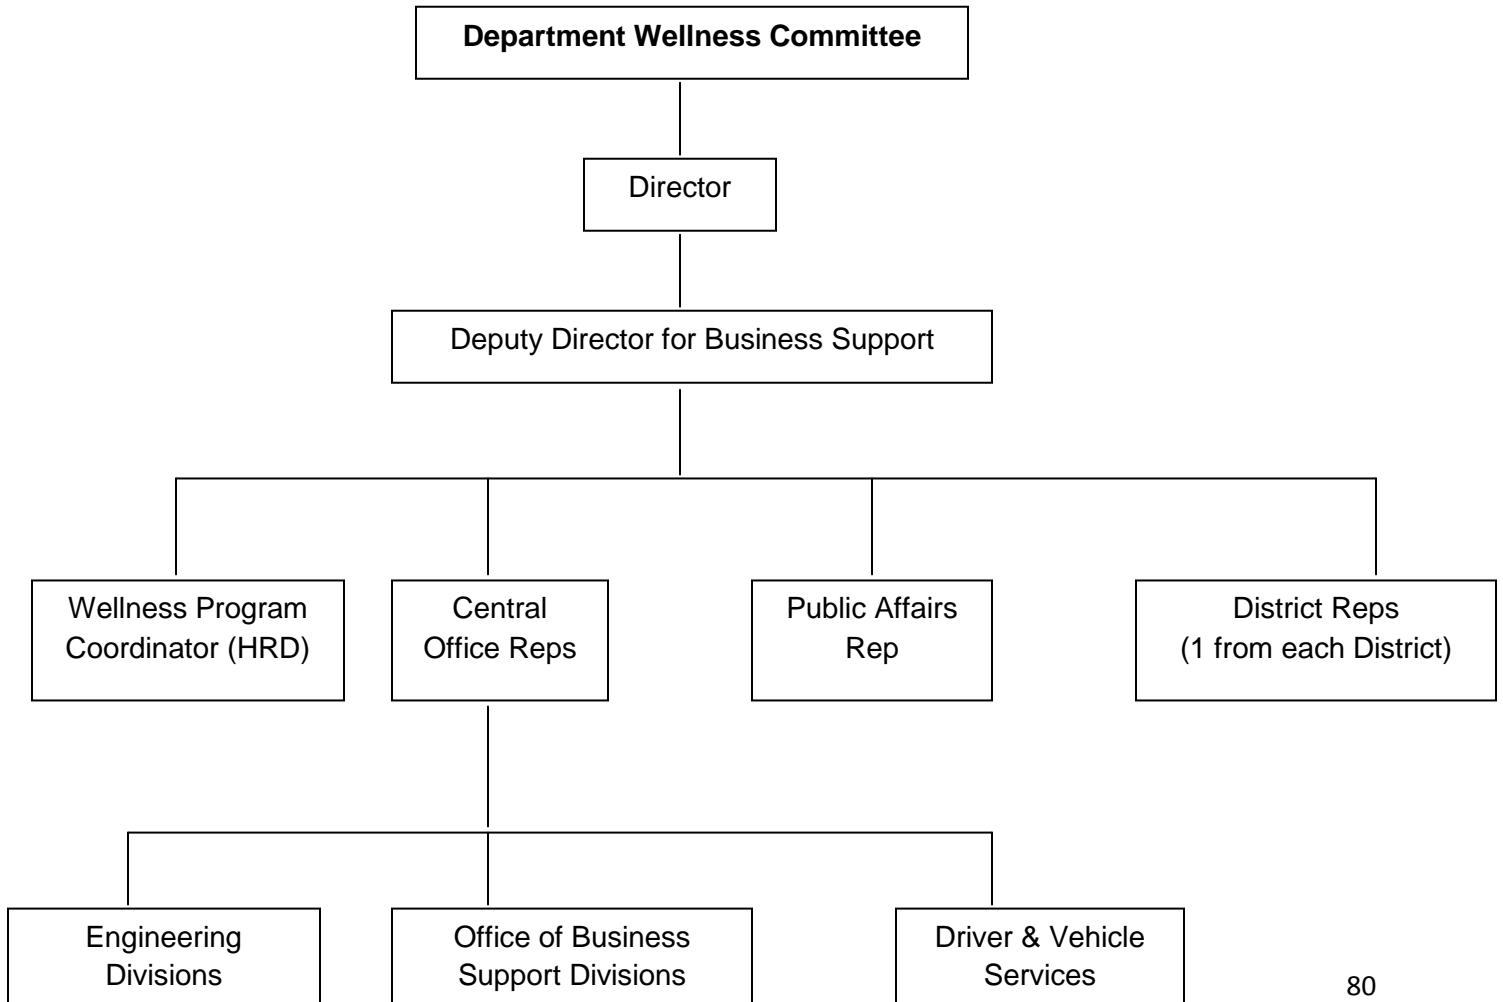 Department Wellness Committee
Director
Deputy Director for Business Support
Wellness Program
Coordinator (HRD)
Central
Office Reps
Public Affairs
Rep
District Reps
(1 from each District)
Engineering
Divisions
Office of Business
Support Divisions
Driver & Vehicle
Services
80